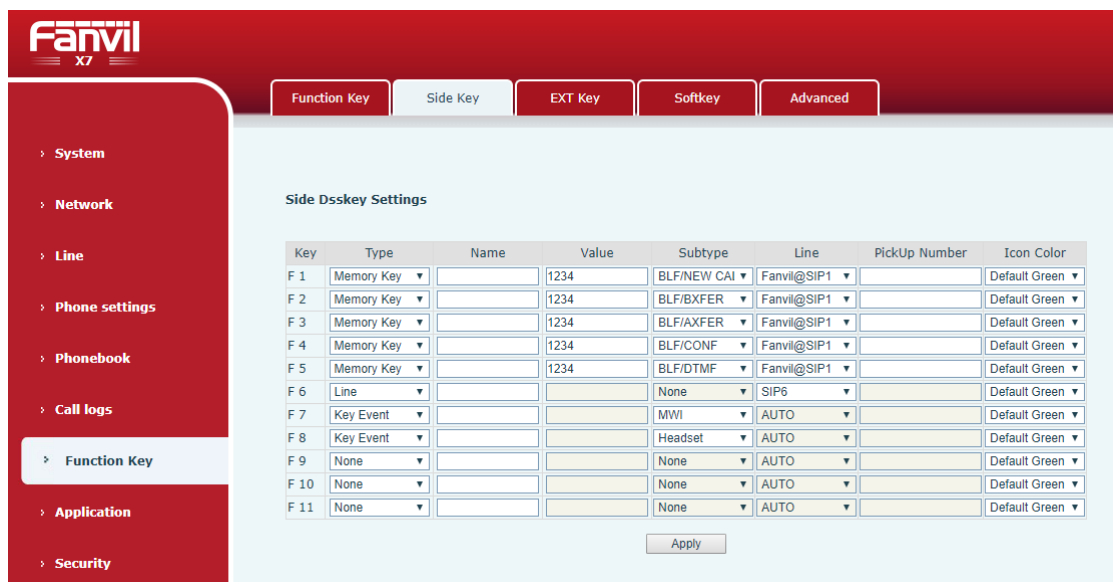 Fanvil
X7
Function Key Side Key EXT Key Softkey Advanced
System
Network
Line
Phone settings
Phonebook
Call logs
Function Key
Application
Security
Side Dsskey Settings
Key Type Name Value Subtype Line PickUp Number Icon Color
F 1 Memory Key 1234 BLF/NEW CAL Fanvil@SIP1 Default Green
F 2 Memory Key 1234 BLF/BXFER Fanvil@SIP1 Default Green
F 3 Memory Key 1234 BLF/AXFER Fanvil@SIP1 Default Green
F 4 Memory Key 1234 BLF/CONF Fanvil@SIP1 Default Green
F 5 Memory Key 1234 BLF/DTMF Fanvil@SIP1 Default Green
F 6 Line None SIP6 Default Green
F 7 Key Event MWI AUTO Default Green
F 8 Key Event Headset AUTO Default Green
F 9 None None AUTO Default Green
F 10 None None AUTO Default Green
F 11 None None AUTO Default Green
Apply